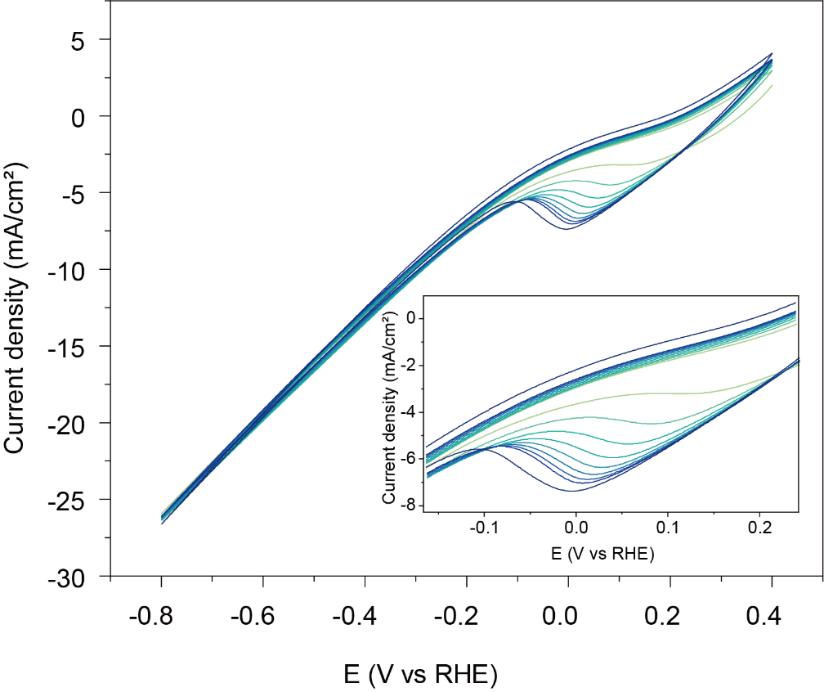 5
0
-5
-10
-15
-20
-25
-30
Current density (mA/cm²)
-0.8 -0.6 -0.4 -0.2 0.0 0.2 0.4
E (V vs RHE)
0
-2
-4
-6
-8
Current density (mA/cm²)
-0.1 0.0 0.1 0.2
E (V vs RHE)